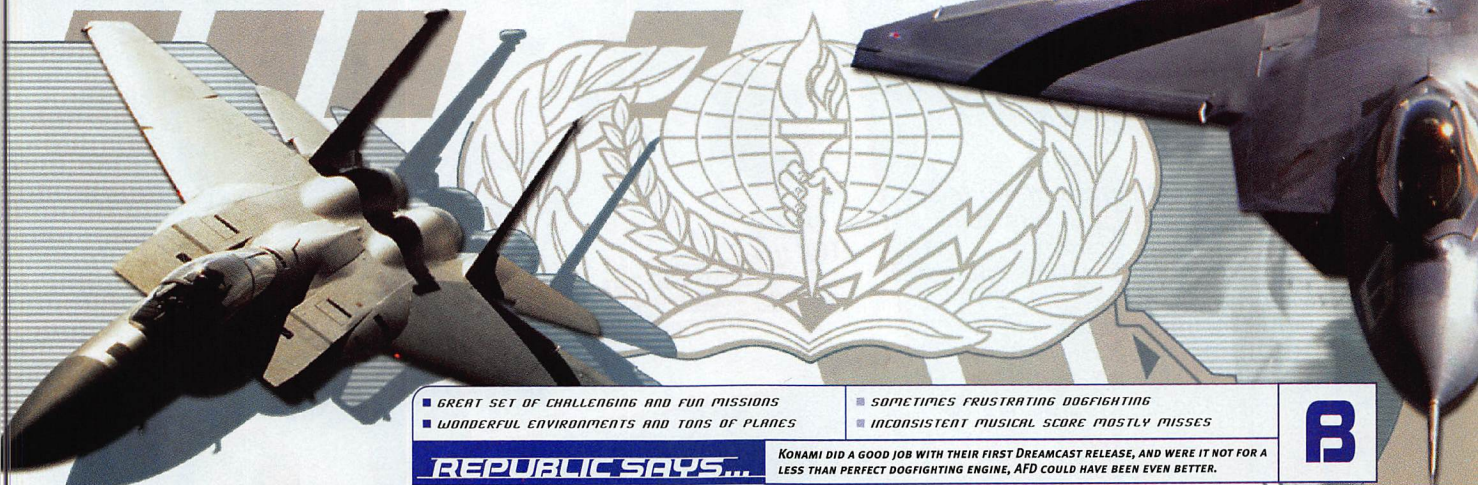 GREAT SET OF CHALLENGING AND FUN MISSIONS
WONDERFUL ENVIRONMENTS AND TONS OF PLANES
SOMETIMES FRUSTRATING DOGFIGHTING
INCONSISTENT MUSICAL SCORE MOSTLY MISSES
B
REPUBLIC SAYS...
KONAMI DID A GOOD JOB WITH THEIR FIRST DREAMCAST RELEASE, AND WERE IT NOT FOR A
LESS THAN PERFECT DOGFIGHTING ENGINE, AFD COULD HAVE BEEN EVEN BETTER.